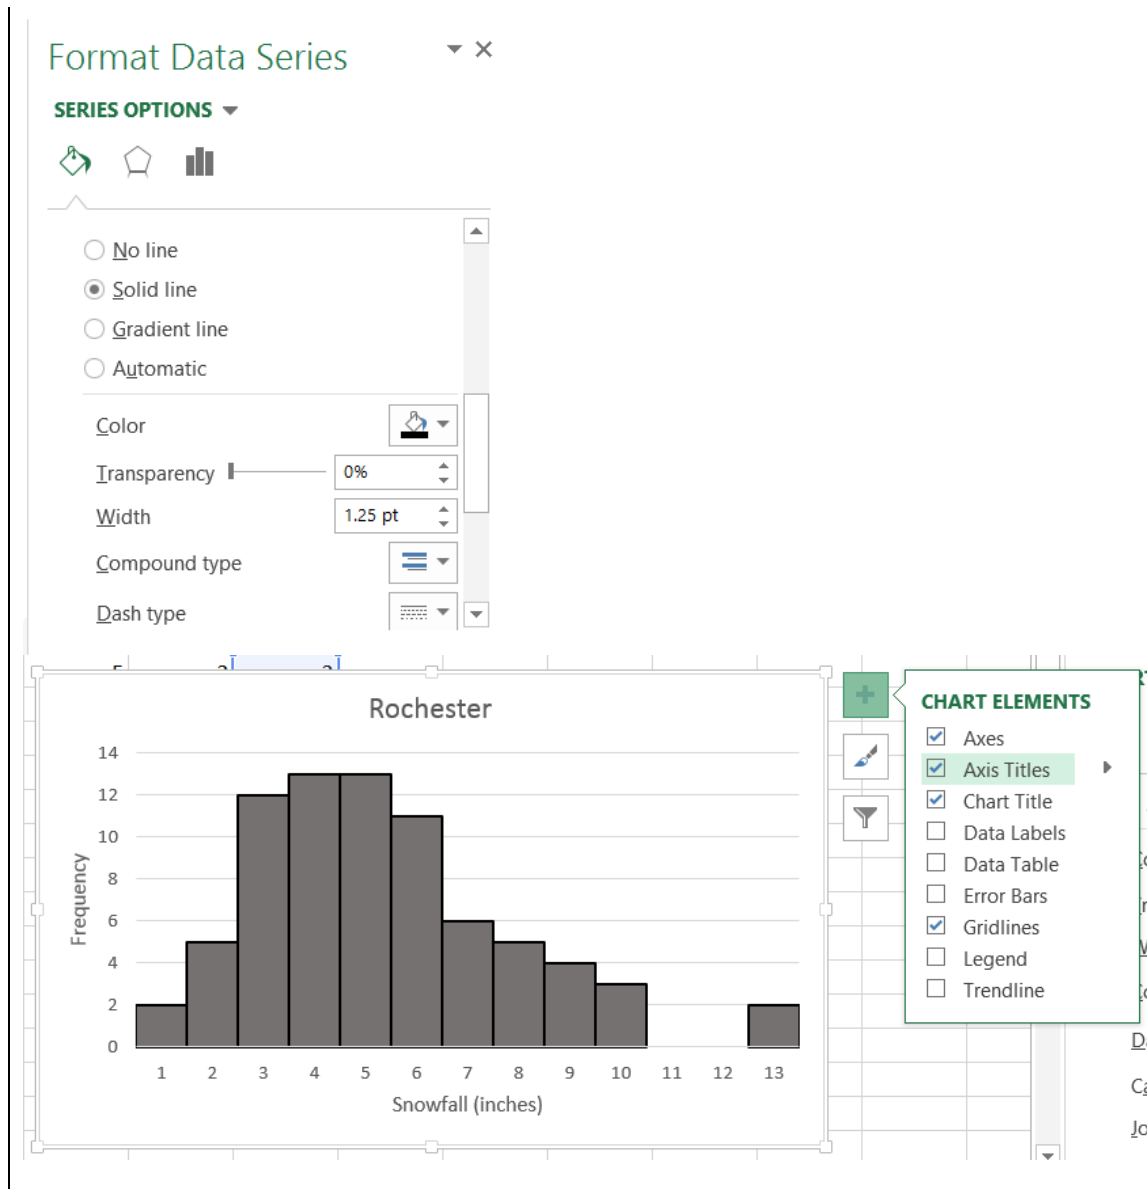 Format Data Series
SERIES OPTIONS
No line
Solid line
Gradient line
Automatic
Color
Transparency 0%
Width 1.25 pt
Compound type
Dash type
Rochester
14
12
10
8
6
4
2
0
Frequency
1 2 3 4 5 6 7 8 9 10 11 12 13
Snowfall (inches)
CHART ELEMENTS
Axes
Axis Titles
Chart Title
Data Labels
Data Table
Error Bars
Gridlines
Legend
Trendline